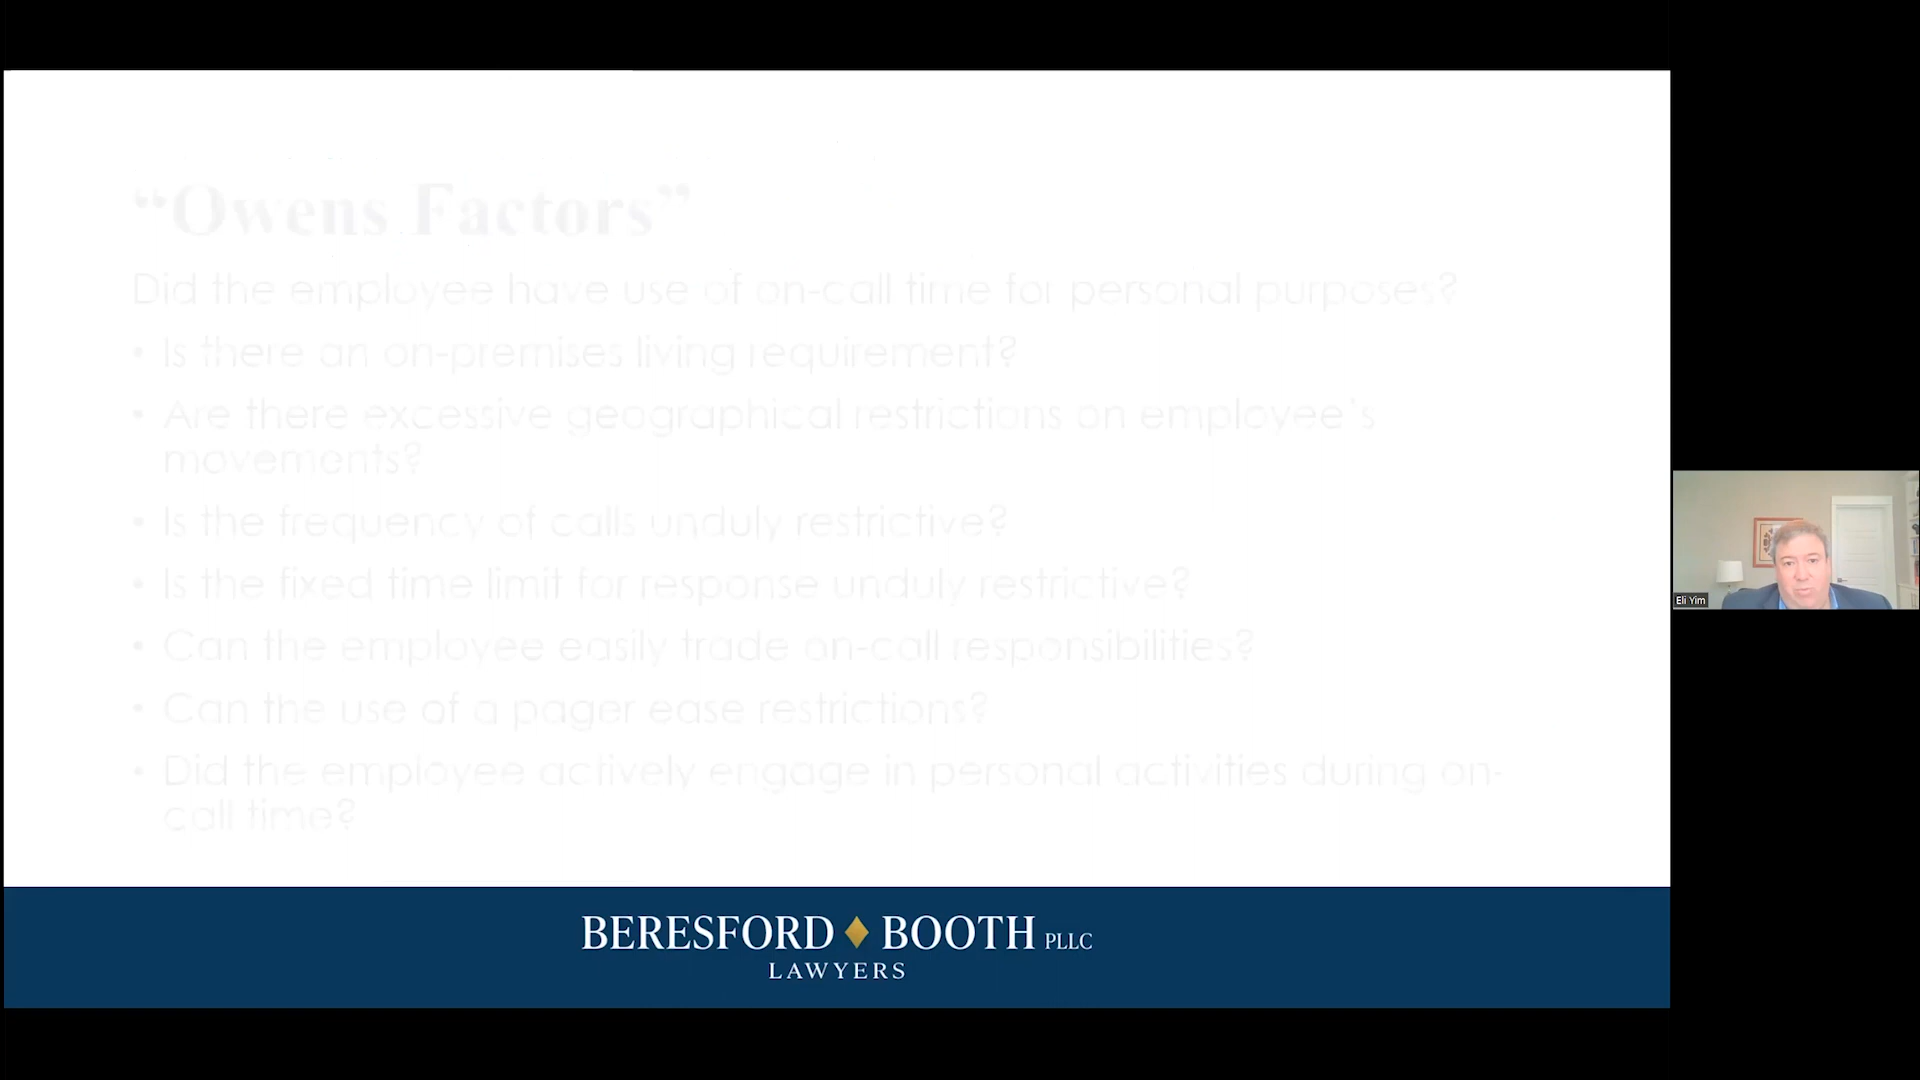 “Owens Factors”
Did the employee have use of on-call time for personal purposes?
• Is there an on-premises living requirement?
• Are there excessive geographical restrictions on employee’s
movements?
• Is the frequency of calls unduly restrictive?
• Is the fixed time limit for response unduly restrictive?
• Can the employee easily trade on-call responsibilities?
• Can the use of a pager ease restrictions?
• Did the employee actively engage in personal activities during on-
call time?
Eli Yim
BERESFORD BOOTH PLLC
LAWYERS